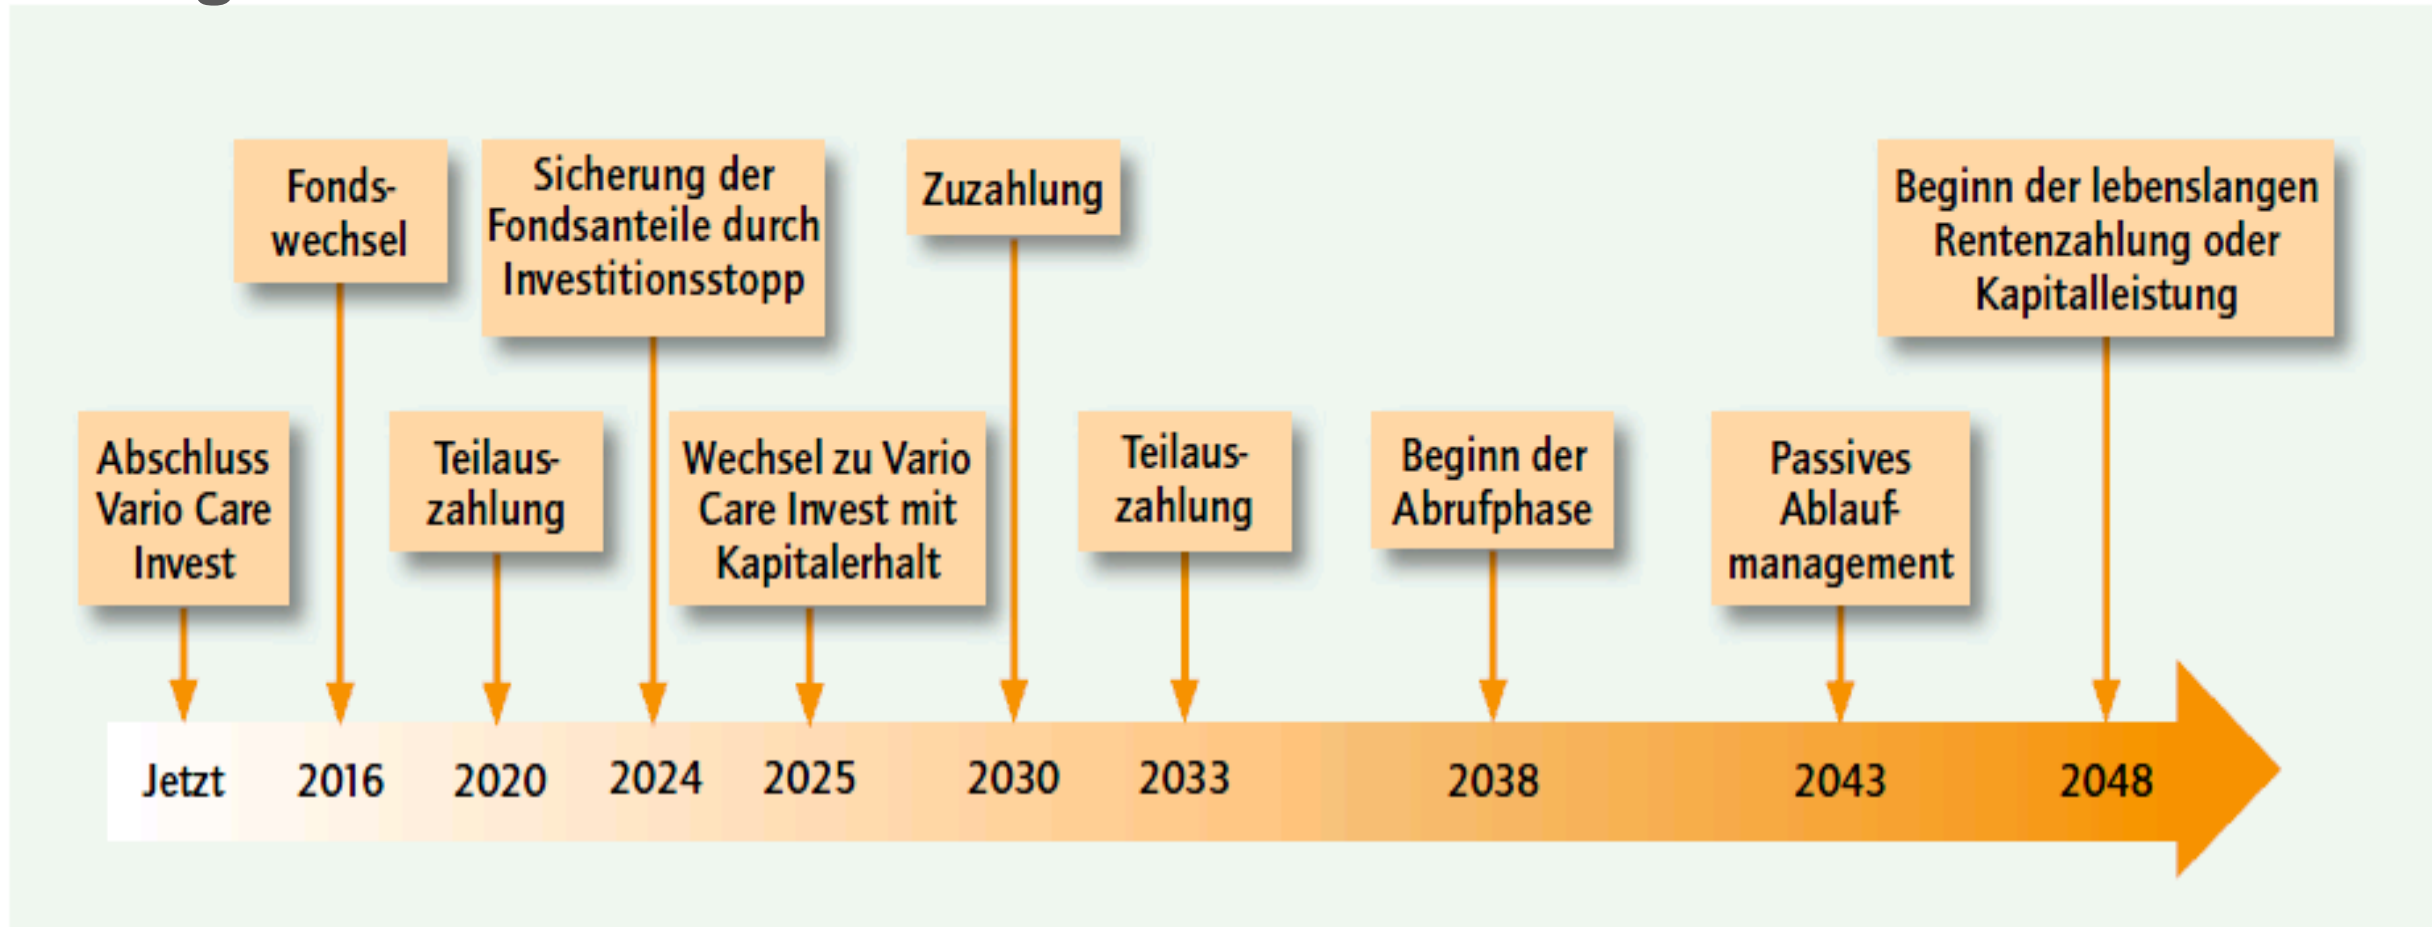 Fonds-
wechsel
Sicherung der
Fondsanteile durch
Investitionsstopp
Zuzahlung
Beginn der lebenslangen
Rentenzahlung oder
Kapitalleistung
Abschluss
Vario Care
Invest
Teilaus-
zahlung
Wechsel zu Vario
Care Invest mit
Kapitalerhalt
Teilaus-
zahlung
Beginn der
Abrufphase
Passives
Ablauf-
management
Jetzt 2016 2020 2024 2025 2030 2033 2038 2043 2048